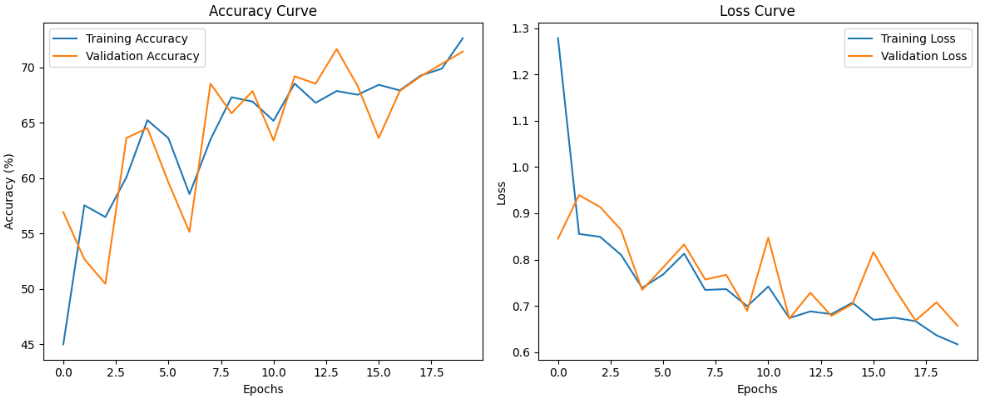 Accuracy Curve
Training Accuracy
Validation Accuracy
Accuracy (%)
70
65
60
55
50
45
0.0 2.5 5.0 7.5 10.0 12.5 15.0 17.5
Epochs
Loss Curve
Training Loss
Validation Loss
Loss
1.3
1.2
1.1
1.0
0.9
0.8
0.7
0.6
0.0 2.5 5.0 7.5 10.0 12.5 15.0 17.5
Epochs